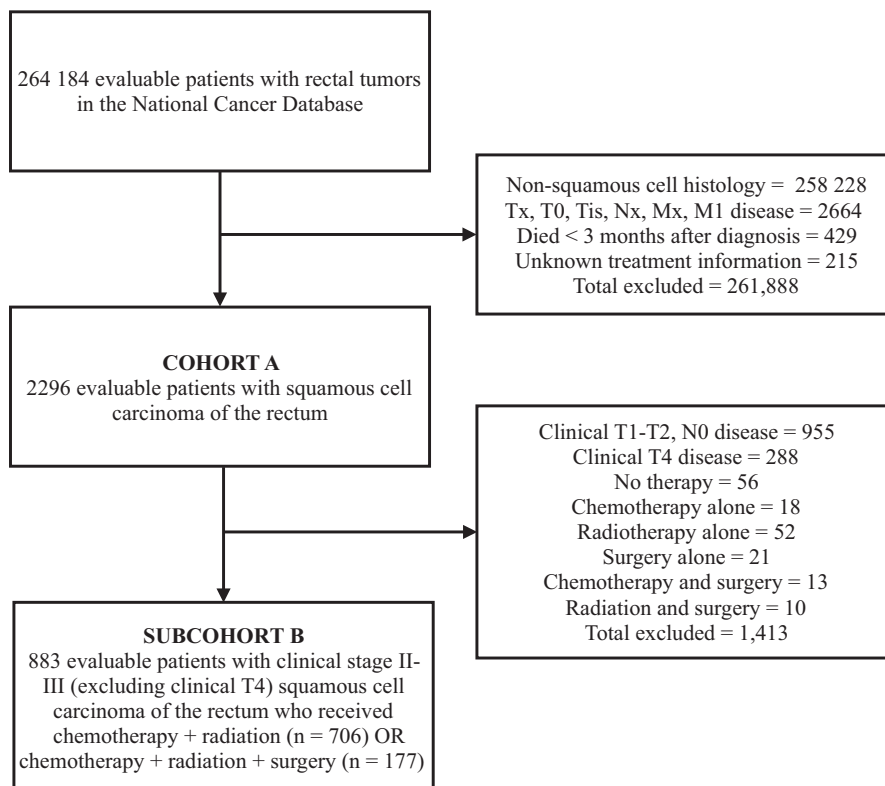 264 184 evaluable patients with rectal tumors
in the National Cancer Database
Non-squamous cell histology = 258 228
Tx, T0, Tis, Nx, Mx, M1 disease = 2664
Died < 3 months after diagnosis = 429
Unknown treatment information = 215
Total excluded = 261,888
COHORT A
2296 evaluable patients with squamous cell
carcinoma of the rectum
Clinical T1-T2, N0 disease = 955
Clinical T4 disease = 288
No therapy = 56
Chemotherapy alone = 18
Radiotherapy alone = 52
Surgery alone = 21
Chemotherapy and surgery = 13
Radiation and surgery = 10
Total excluded = 1,413
SUBCOHORT B
883 evaluable patients with clinical stage II-
III (excluding clinical T4) squamous cell
carcinoma of the rectum who received
chemotherapy + radiation (n = 706) OR
chemotherapy + radiation + surgery (n = 177)